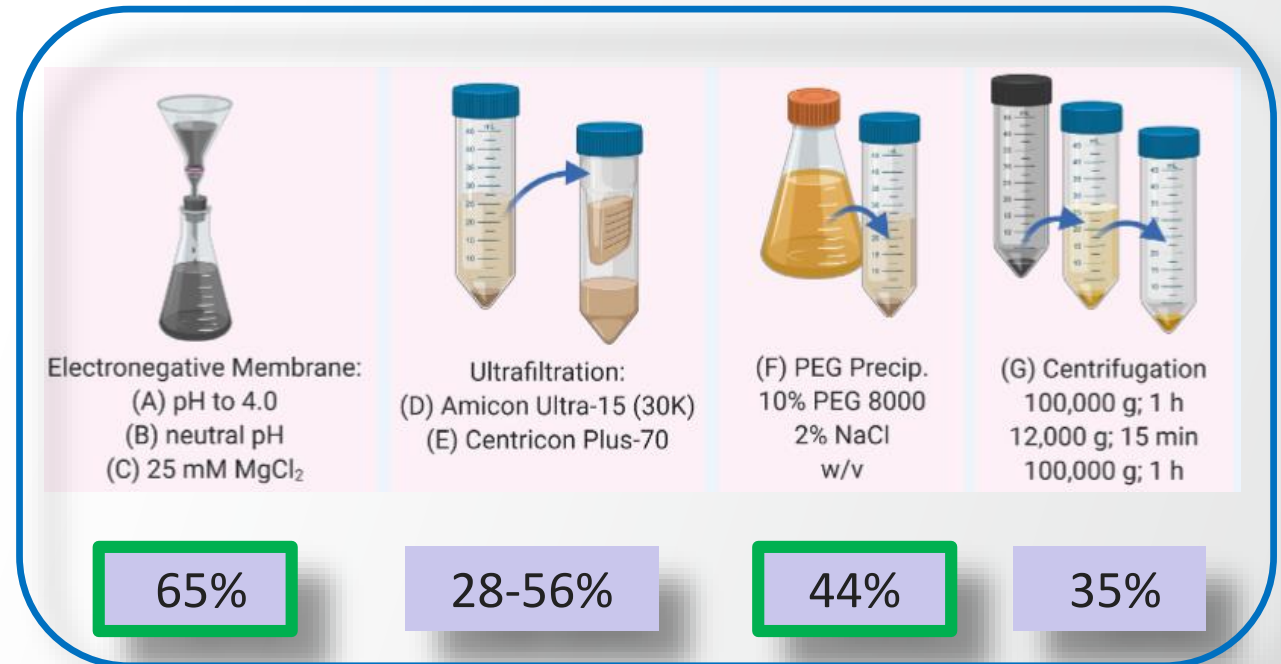 Electronegative Membrane:
(A) pH to 4.0
(B) neutral pH
(C) 25 mM MgCl₂
Ultrafiltration:
(D) Amicon Ultra-15 (30K)
(E) Centricon Plus-70
(F) PEG Precip.
10% PEG 8000
2% NaCl
w/v
(G) Centrifugation
100,000 g; 1 h
12,000 g; 15 min
100,000 g; 1 h
65%
28-56%
44%
35%